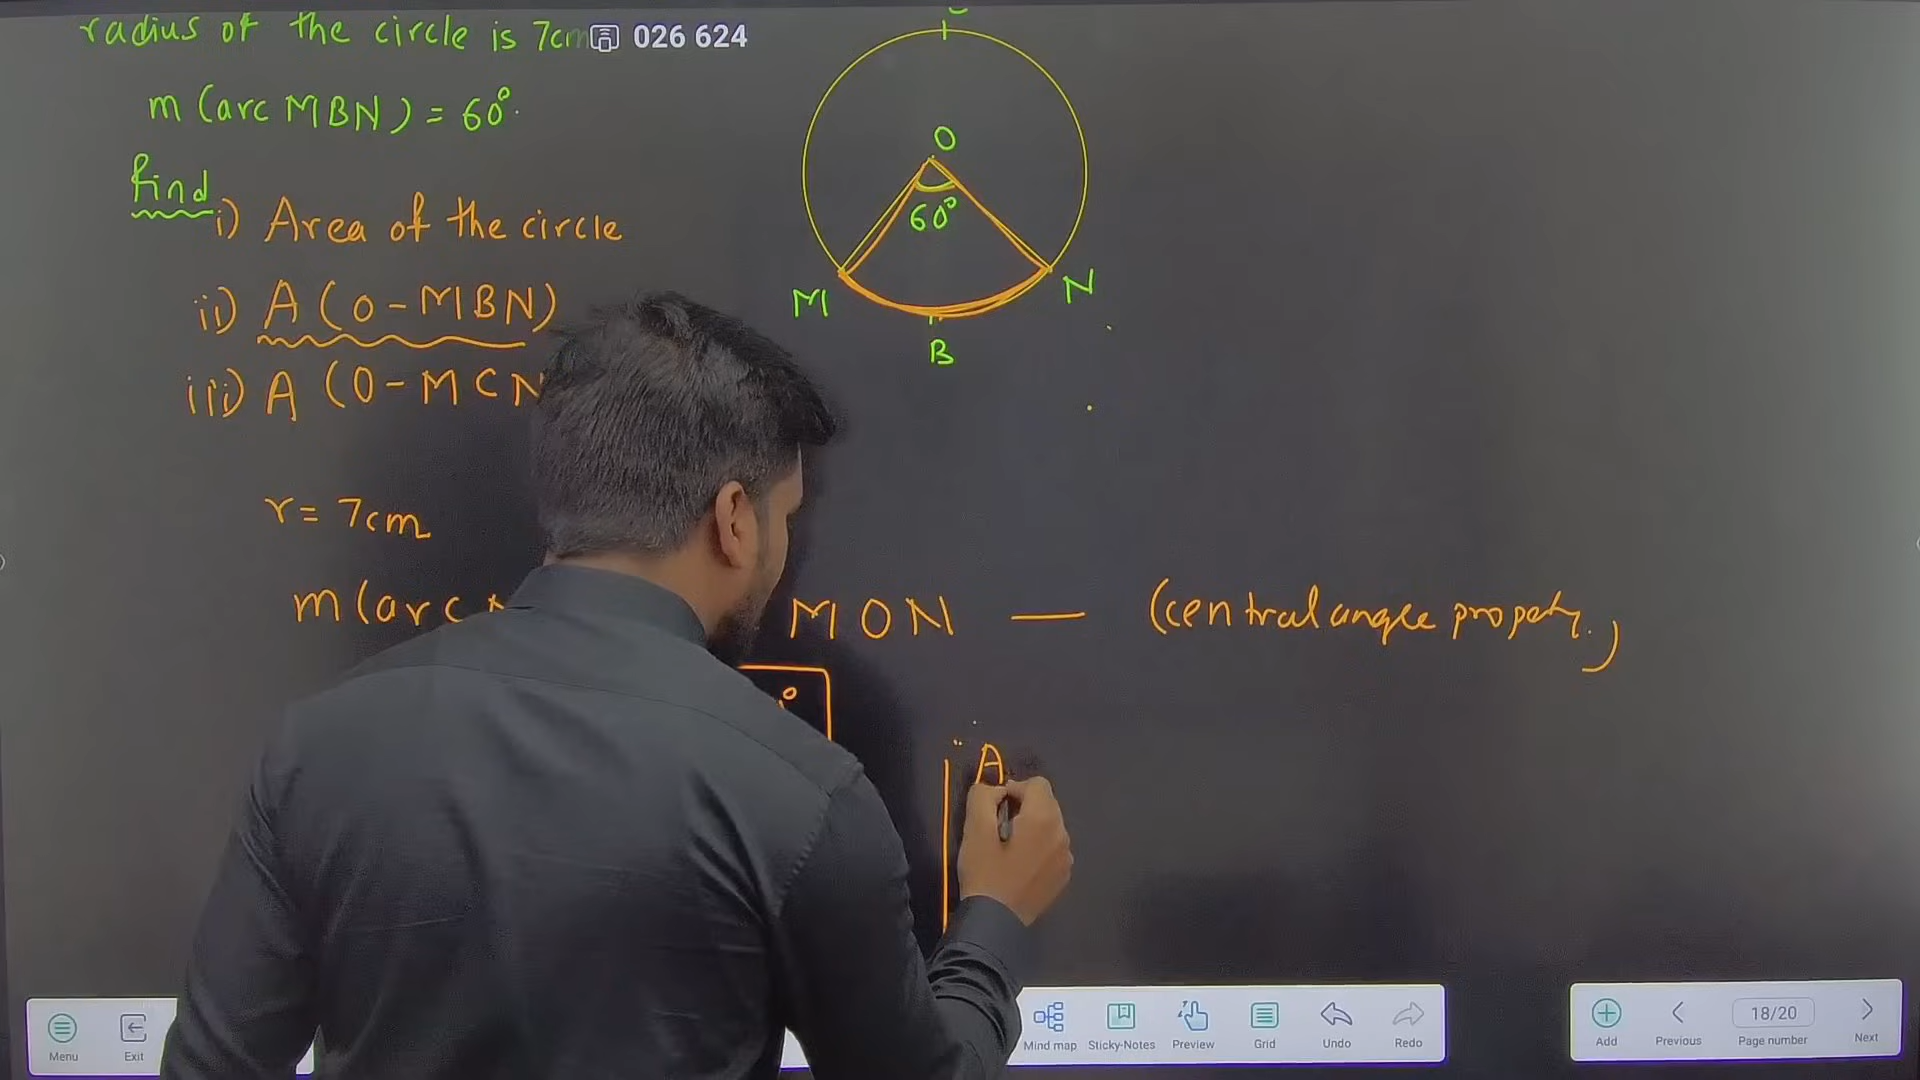 radius of the circle is 7cm 026 624
m (arc MBN) = 60°
find
i) Area of the circle
ii) A (O-MBN)
iii) A (O-MCN
O
60°
M
N
B
r = 7cm
m(arc MON — (central angle
A
Menu
Exit
Mind map
Sticky-Notes
Preview
Grid
Undo
Redo
Add
Previous
18/20
Page number
Next